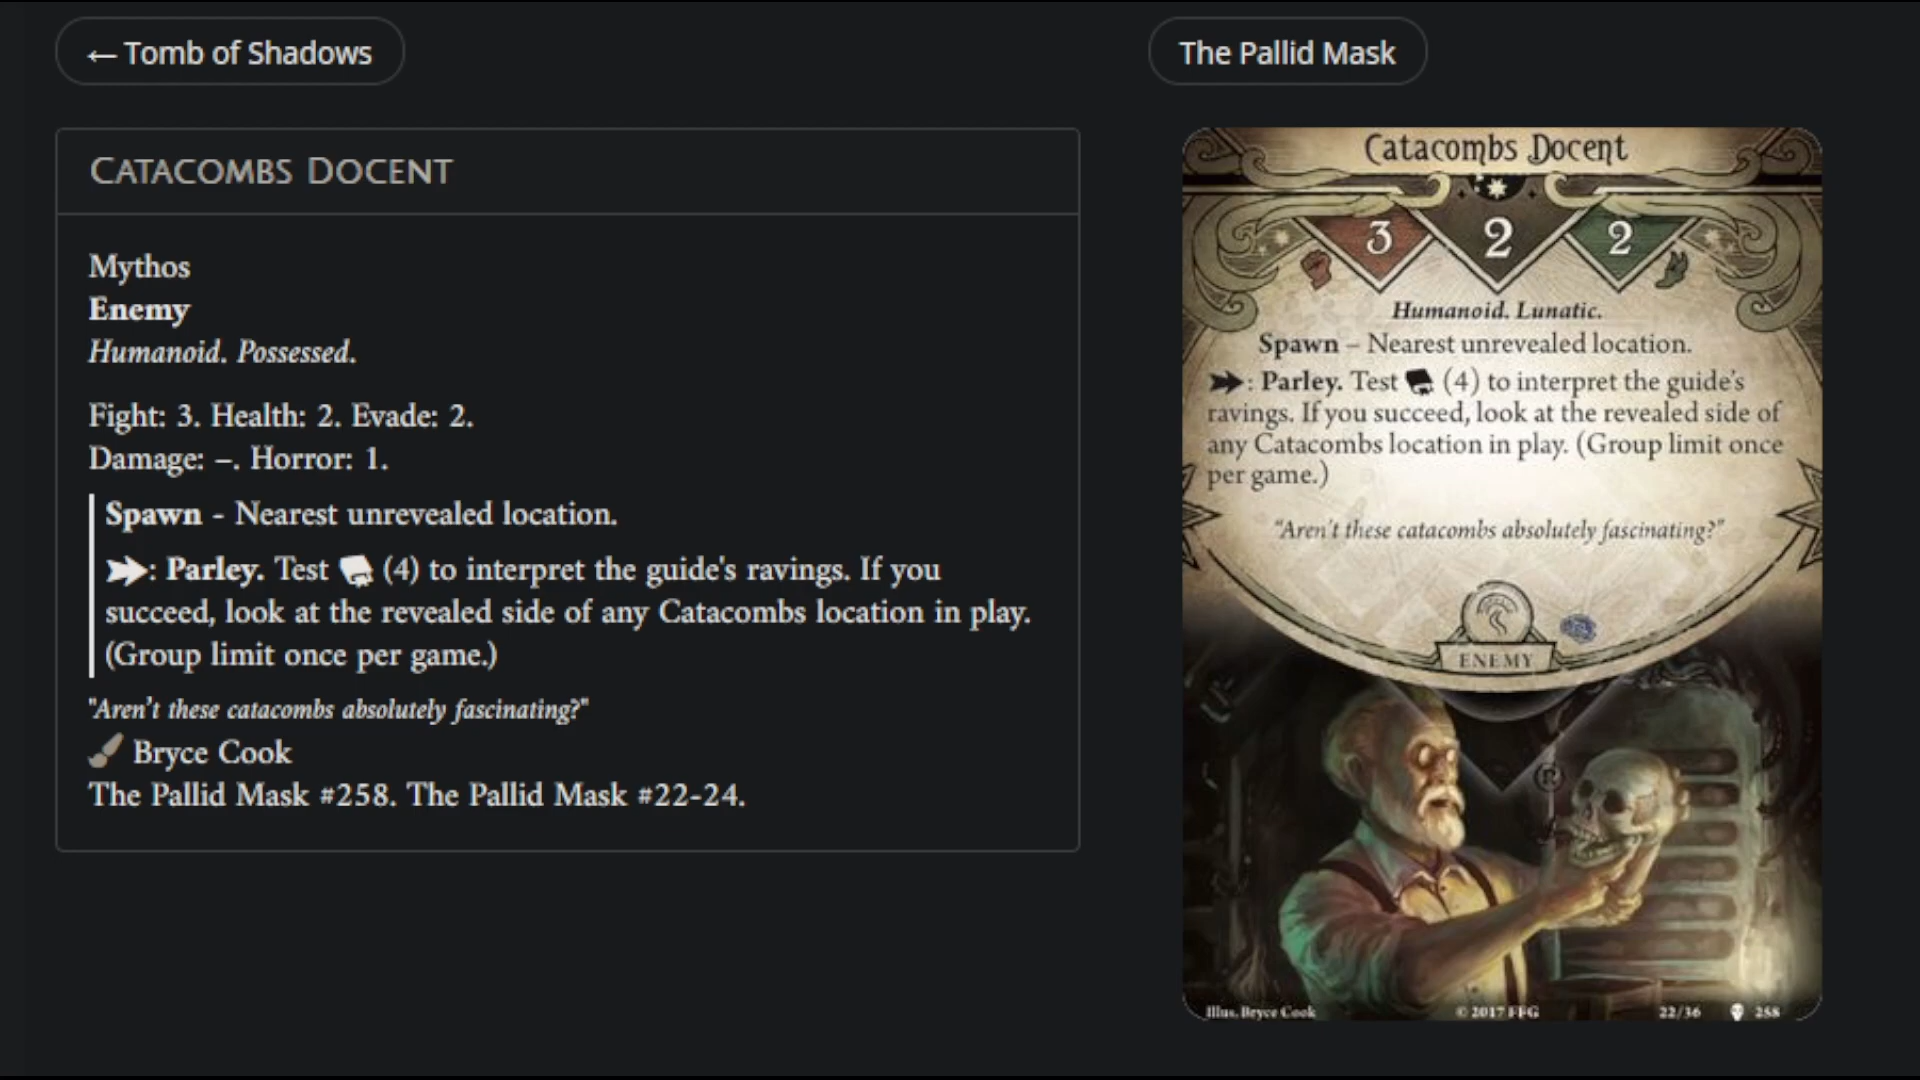 ← Tomb of Shadows
The Pallid Mask
Catacombs Docent
Mythos
Enemy
Humanoid. Possessed.
Fight: 3. Health: 2. Evade: 2.
Damage: –. Horror: 1.
Spawn - Nearest unrevealed location.
: Parley. Test (4) to interpret the guide's ravings. If you
succeed, look at the revealed side of any Catacombs location in play.
(Group limit once per game.)
"Aren't these catacombs absolutely fascinating?"
Bryce Cook
The Pallid Mask #258. The Pallid Mask #22-24.
Catacombs Docent
3 2 2
Humanoid. Lunatic.
Spawn – Nearest unrevealed location.
: Parley. Test (4) to interpret the guide's
ravings. If you succeed, look at the revealed side of
any Catacombs location in play. (Group limit once
per game.)
"Aren't these catacombs absolutely fascinating?"
ENEMY
Illus. Bryce Cook
© 2017 FFG
22/36
258